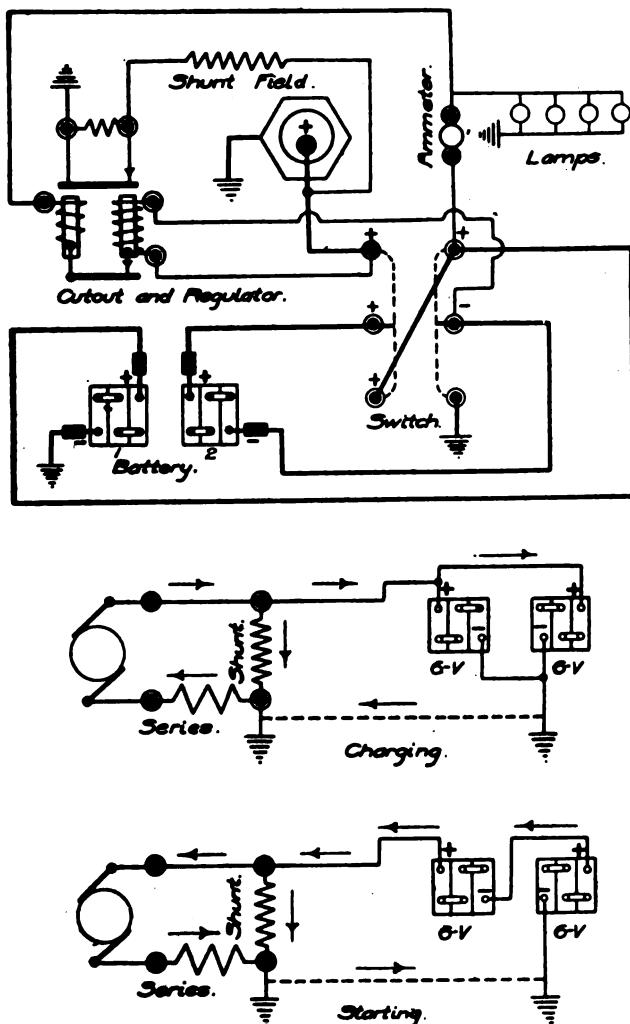 Shunt Field.
Ammeter.
Lamps.
+
+
+
+
-
+
Cutout and Regulator.
Switch.
+
+
-
-
1
2
Battery.
+
+
-
-
6-V
6-V
Shunt.
Series.
Charging.
+
+
-
-
6-V
6-V
Shunt.
Series.
Starting.